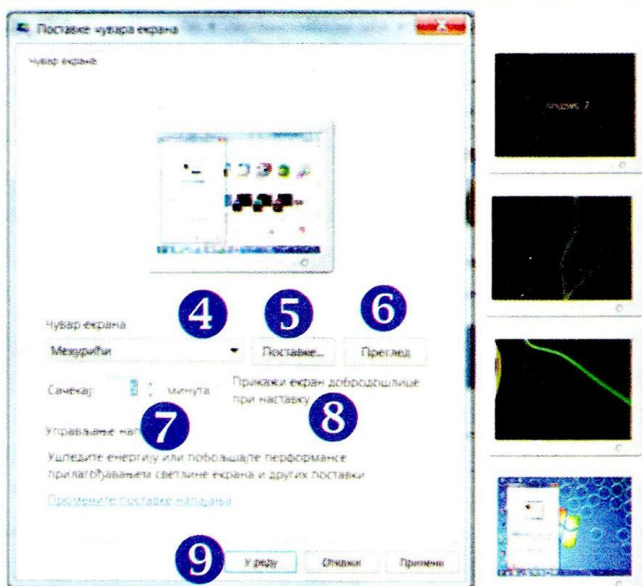 Поставке чувара екрана
чувар екрана
4
5
6
Чувар екрана
Мехурићи
Поставке...
Преглед
Сачекај
минута
Прикажи екран добродошлице
при наставку
7
8
Управљање
Уштедите енергију или побољшајте перформансе
прилагођавањем светлине екрана и других поставки
Промените поставке напајања
9
У реду
Откажи
Примени